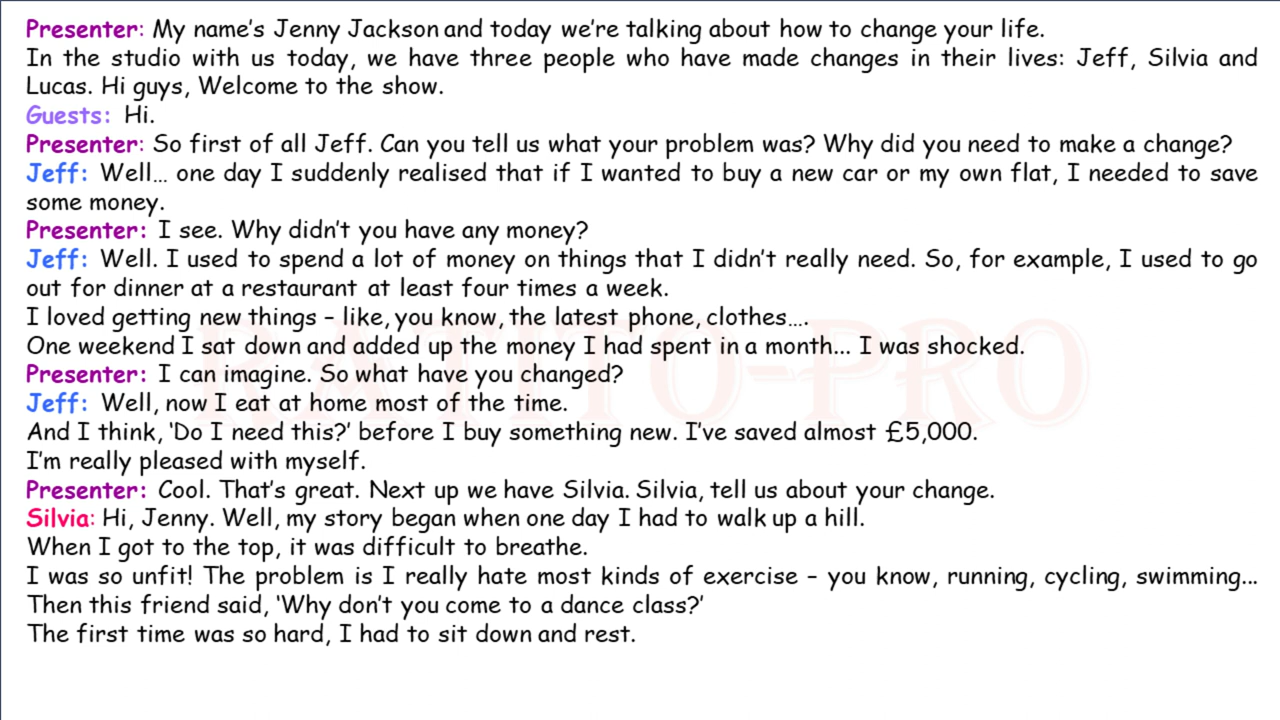 Presenter: My name's Jenny Jackson and today we're talking about how to change your life.
In the studio with us today, we have three people who have made changes in their lives: Jeff, Silvia and
Lucas. Hi guys, Welcome to the show.
Guests: Hi.
Presenter: So first of all Jeff. Can you tell us what your problem was? Why did you need to make a change?
Jeff: Well… one day I suddenly realised that if I wanted to buy a new car or my own flat, I needed to save
some money.
Presenter: I see. Why didn't you have any money?
Jeff: Well. I used to spend a lot of money on things that I didn't really need. So, for example, I used to go
out for dinner at a restaurant at least four times a week.
I loved getting new things – like, you know, the latest phone, clothes….
One weekend I sat down and added up the money I had spent in a month... I was shocked.
Presenter: I can imagine. So what have you changed?
Jeff: Well, now I eat at home most of the time.
And I think, 'Do I need this?' before I buy something new. I've saved almost £5,000.
I'm really pleased with myself.
Presenter: Cool. That's great. Next up we have Silvia. Silvia, tell us about your change.
Silvia: Hi, Jenny. Well, my story began when one day I had to walk up a hill.
When I got to the top, it was difficult to breathe.
I was so unfit! The problem is I really hate most kinds of exercise – you know, running, cycling, swimming...
Then this friend said, 'Why don't you come to a dance class?'
The first time was so hard, I had to sit down and rest.
RATITO-PRO